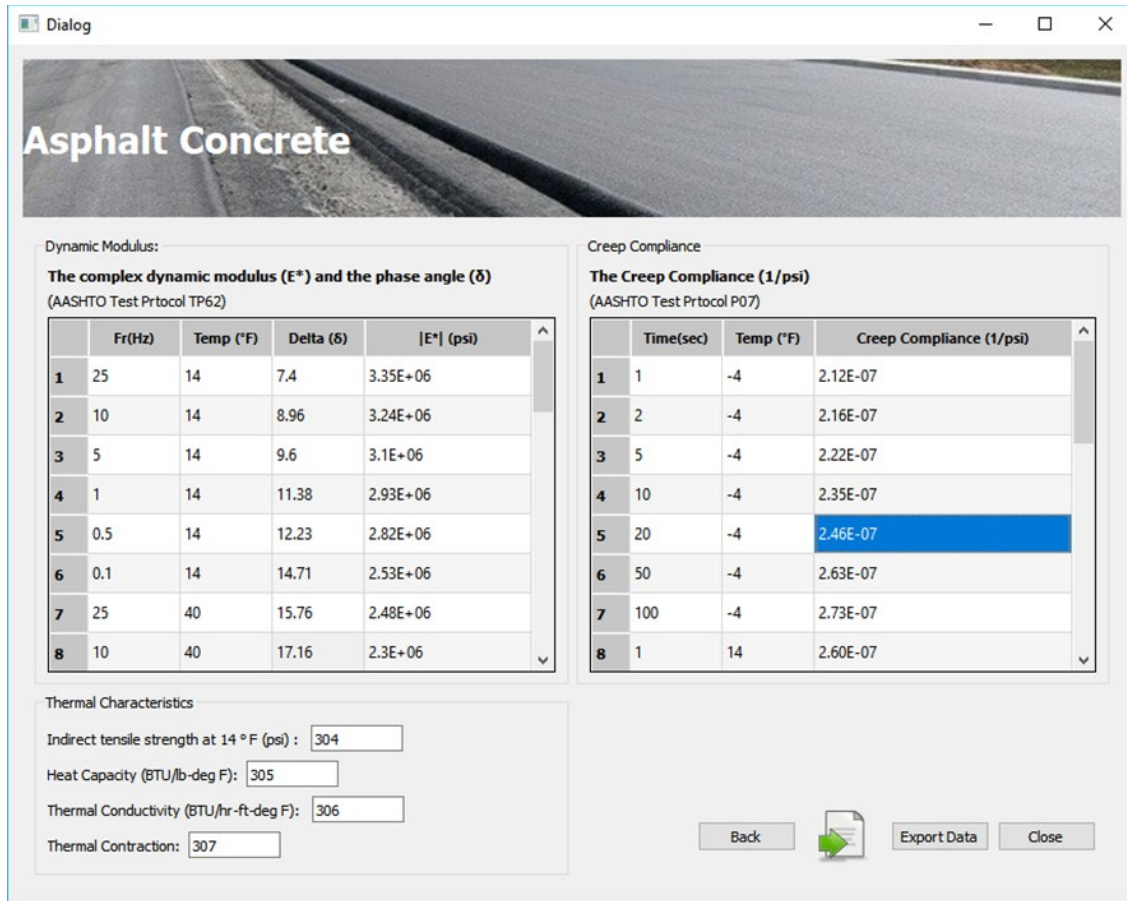 Dialog
Asphalt Concrete
Dynamic Modulus:
The complex dynamic modulus (E*) and the phase angle (δ)
(AASHTO Test Prtocol TP62)
Fr(Hz) Temp (°F) Delta (δ) |E*| (psi)
1 25 14 7.4 3.35E+06
2 10 14 8.96 3.24E+06
3 5 14 9.6 3.1E+06
4 1 14 11.38 2.93E+06
5 0.5 14 12.23 2.82E+06
6 0.1 14 14.71 2.53E+06
7 25 40 15.76 2.48E+06
8 10 40 17.16 2.3E+06
Creep Compliance
The Creep Compliance (1/psi)
(AASHTO Test Prtocol P07)
Time(sec) Temp (°F) Creep Compliance (1/psi)
1 1 -4 2.12E-07
2 2 -4 2.16E-07
3 5 -4 2.22E-07
4 10 -4 2.35E-07
5 20 -4 2.46E-07
6 50 -4 2.63E-07
7 100 -4 2.73E-07
8 1 14 2.60E-07
Thermal Characteristics
Indirect tensile strength at 14 ° F (psi) : 304
Heat Capacity (BTU/lb-deg F): 305
Thermal Conductivity (BTU/hr-ft-deg F): 306
Thermal Contraction: 307
Back Export Data Close